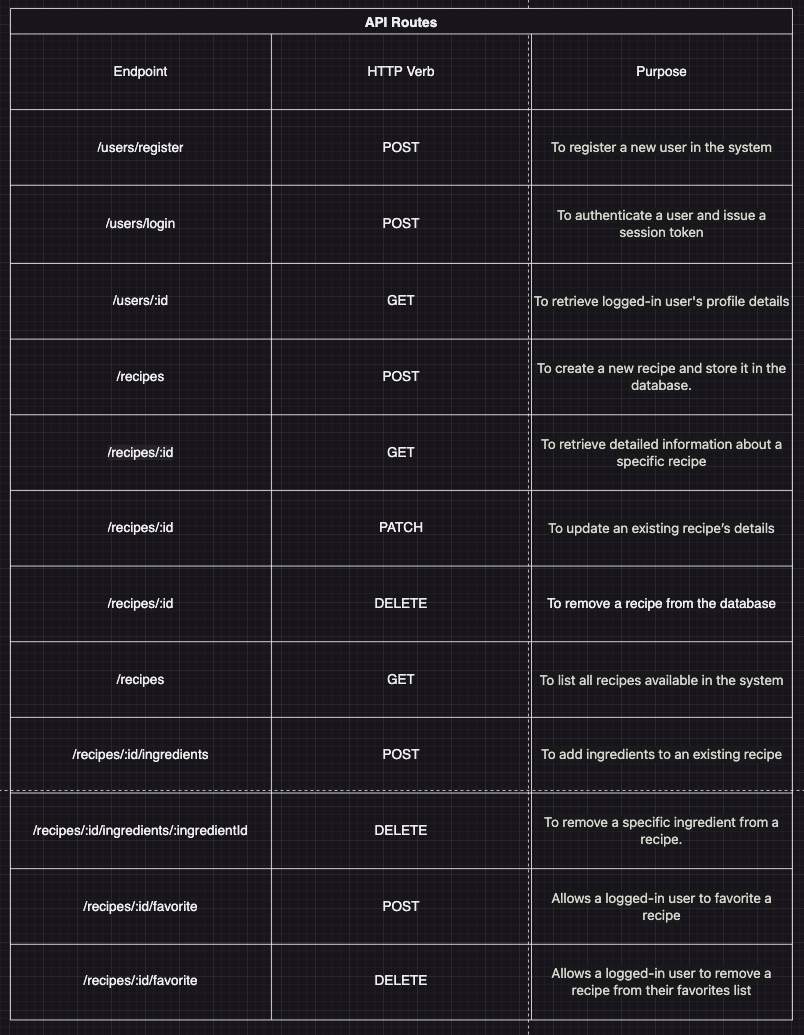 API Routes
Endpoint HTTP Verb Purpose
/users/register POST To register a new user in the system
/users/login POST To authenticate a user and issue a
session token
/users/:id GET To retrieve logged-in user's profile details
/recipes POST To create a new recipe and store it in the
database.
/recipes/:id GET To retrieve detailed information about a
specific recipe
/recipes/:id PATCH To update an existing recipe’s details
/recipes/:id DELETE To remove a recipe from the database
/recipes GET To list all recipes available in the system
/recipes/:id/ingredients POST To add ingredients to an existing recipe
/recipes/:id/ingredients/:ingredientId DELETE To remove a specific ingredient from a
recipe.
/recipes/:id/favorite POST Allows a logged-in user to favorite a
recipe
/recipes/:id/favorite DELETE Allows a logged-in user to remove a
recipe from their favorites list